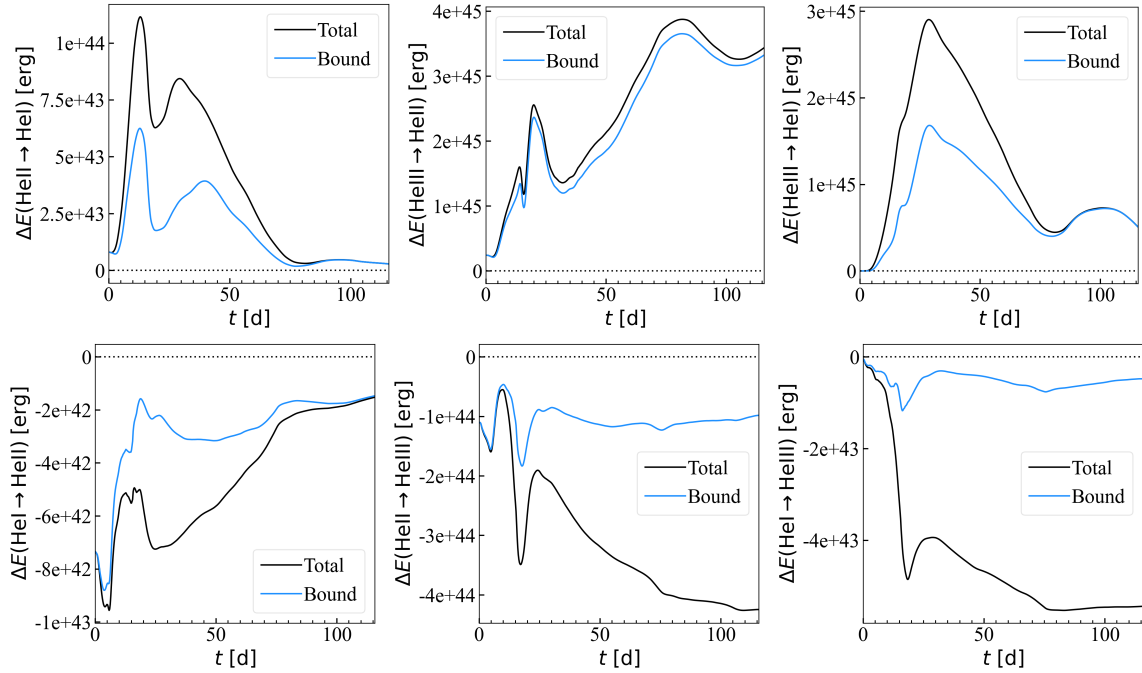 ΔE(HeII → HeI) [erg]
1e+44
7.5e+43
5e+43
2.5e+43
0
0 50 100
t [d]
Total
Bound
ΔE(HeIII → HeII) [erg]
4e+45
3e+45
2e+45
1e+45
0
0 50 100
t [d]
Total
Bound
ΔE(HeIII → HeI) [erg]
3e+45
2e+45
1e+45
0
0 50 100
t [d]
Total
Bound
ΔE(HeI → HeII) [erg]
0
-2e+42
-4e+42
-6e+42
-8e+42
-1e+43
0 50 100
t [d]
Total
Bound
ΔE(HeII → HeIII) [erg]
0
-1e+44
-2e+44
-3e+44
-4e+44
0 50 100
t [d]
Total
Bound
ΔE(HeI → HeIII) [erg]
0
-2e+43
-4e+43
0 50 100
t [d]
Total
Bound